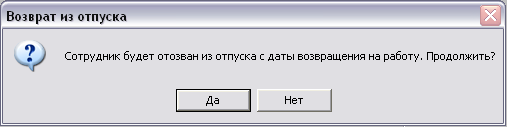 Возврат из отпуска
Сотрудник будет отозван из отпуска с даты возвращения на работу. Продолжить?
Да
Нет